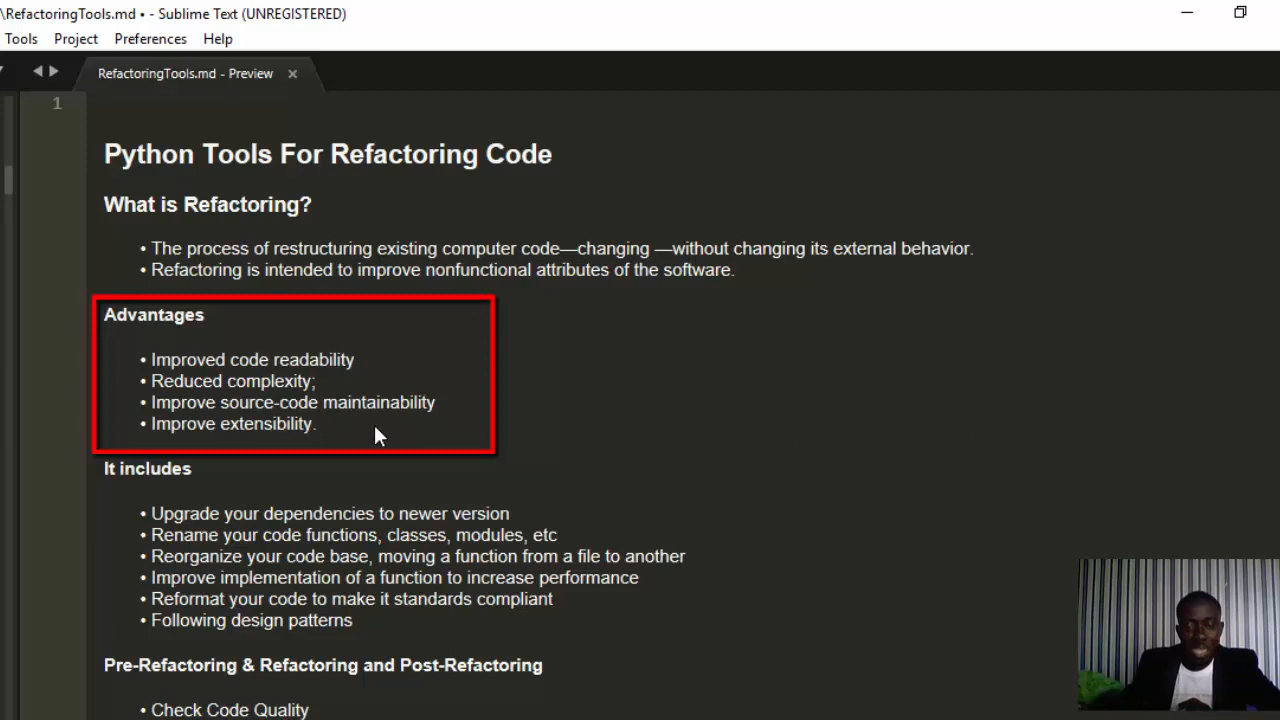 \RefactoringTools.md • - Sublime Text (UNREGISTERED)
Tools Project Preferences Help
RefactoringTools.md - Preview ×
1
Python Tools For Refactoring Code
What is Refactoring?
• The process of restructuring existing computer code—changing —without changing its external behavior.
• Refactoring is intended to improve nonfunctional attributes of the software.
Advantages
• Improved code readability
• Reduced complexity;
• Improve source-code maintainability
• Improve extensibility.
It includes
• Upgrade your dependencies to newer version
• Rename your code functions, classes, modules, etc
• Reorganize your code base, moving a function from a file to another
• Improve implementation of a function to increase performance
• Reformat your code to make it standards compliant
• Following design patterns
Pre-Refactoring & Refactoring and Post-Refactoring
• Check Code Quality